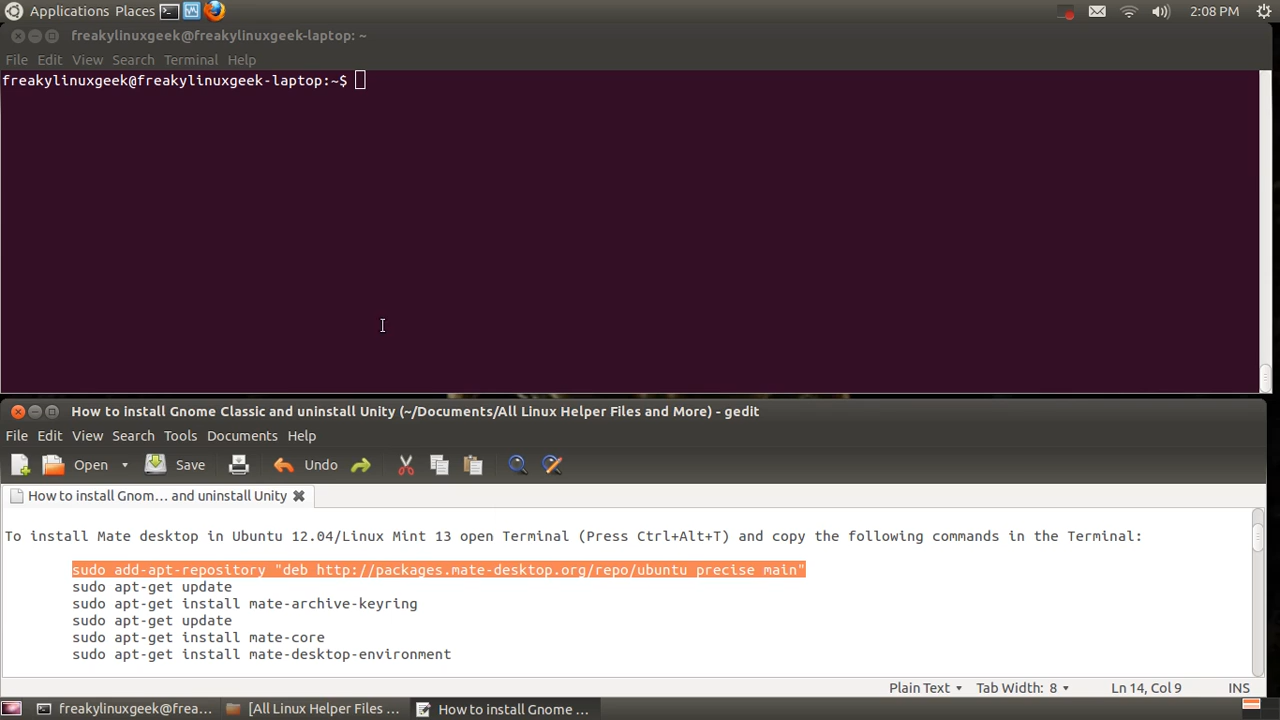 Applications Places 2:08 PM
freakylinuxgeek@freakylinuxgeek-laptop: ~
File Edit View Search Terminal Help
freakylinuxgeek@freakylinuxgeek-laptop:~$
How to install Gnome Classic and uninstall Unity (~/Documents/All Linux Helper Files and More) - gedit
File Edit View Search Tools Documents Help
Open Save Undo
How to install Gnom... and uninstall Unity
To install Mate desktop in Ubuntu 12.04/Linux Mint 13 open Terminal (Press Ctrl+Alt+T) and copy the following commands in the Terminal:
sudo add-apt-repository "deb http://packages.mate-desktop.org/repo/ubuntu precise main"
sudo apt-get update
sudo apt-get install mate-archive-keyring
sudo apt-get update
sudo apt-get install mate-core
sudo apt-get install mate-desktop-environment
Plain Text Tab Width: 8 Ln 14, Col 9 INS
freakylinuxgeek@frea... [All Linux Helper Files ... How to install Gnome ...